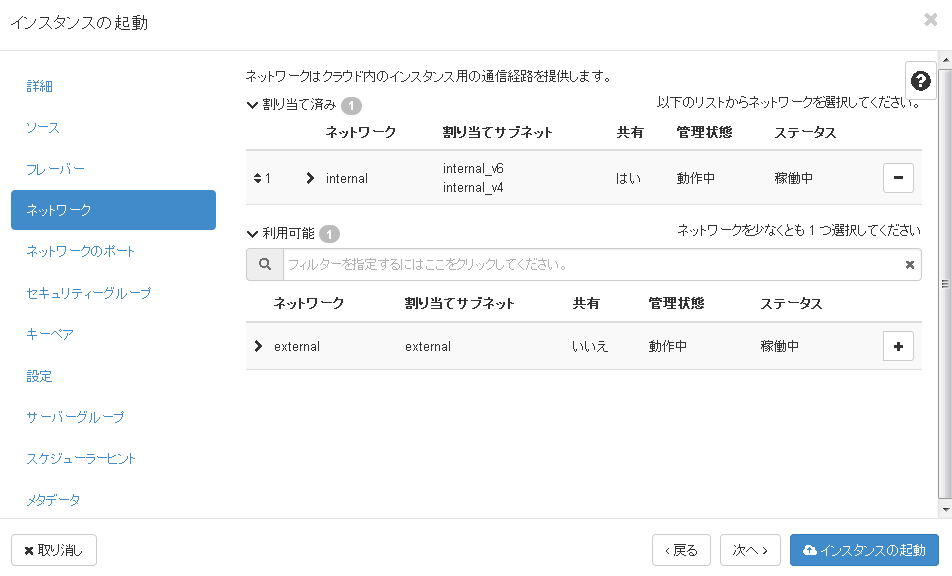 インスタンスの起動
詳細
ソース
フレーバー
ネットワーク
ネットワークのポート
セキュリティーグループ
キーペア
設定
サーバーグループ
スケジューラーヒント
メタデータ
ネットワークはクラウド内のインスタンス用の通信経路を提供します。
割り当て済み 1 以下のリストからネットワークを選択してください。
ネットワーク 割り当てサブネット 共有 管理状態 ステータス
1 internal internal_v6 はい 動作中 稼働中
internal_v4
利用可能 1 ネットワークを少なくとも 1 つ選択してください
フィルターを指定するにはここをクリックしてください。
ネットワーク 割り当てサブネット 共有 管理状態 ステータス
external external いいえ 動作中 稼働中
取り消し ‹ 戻る 次へ › インスタンスの起動